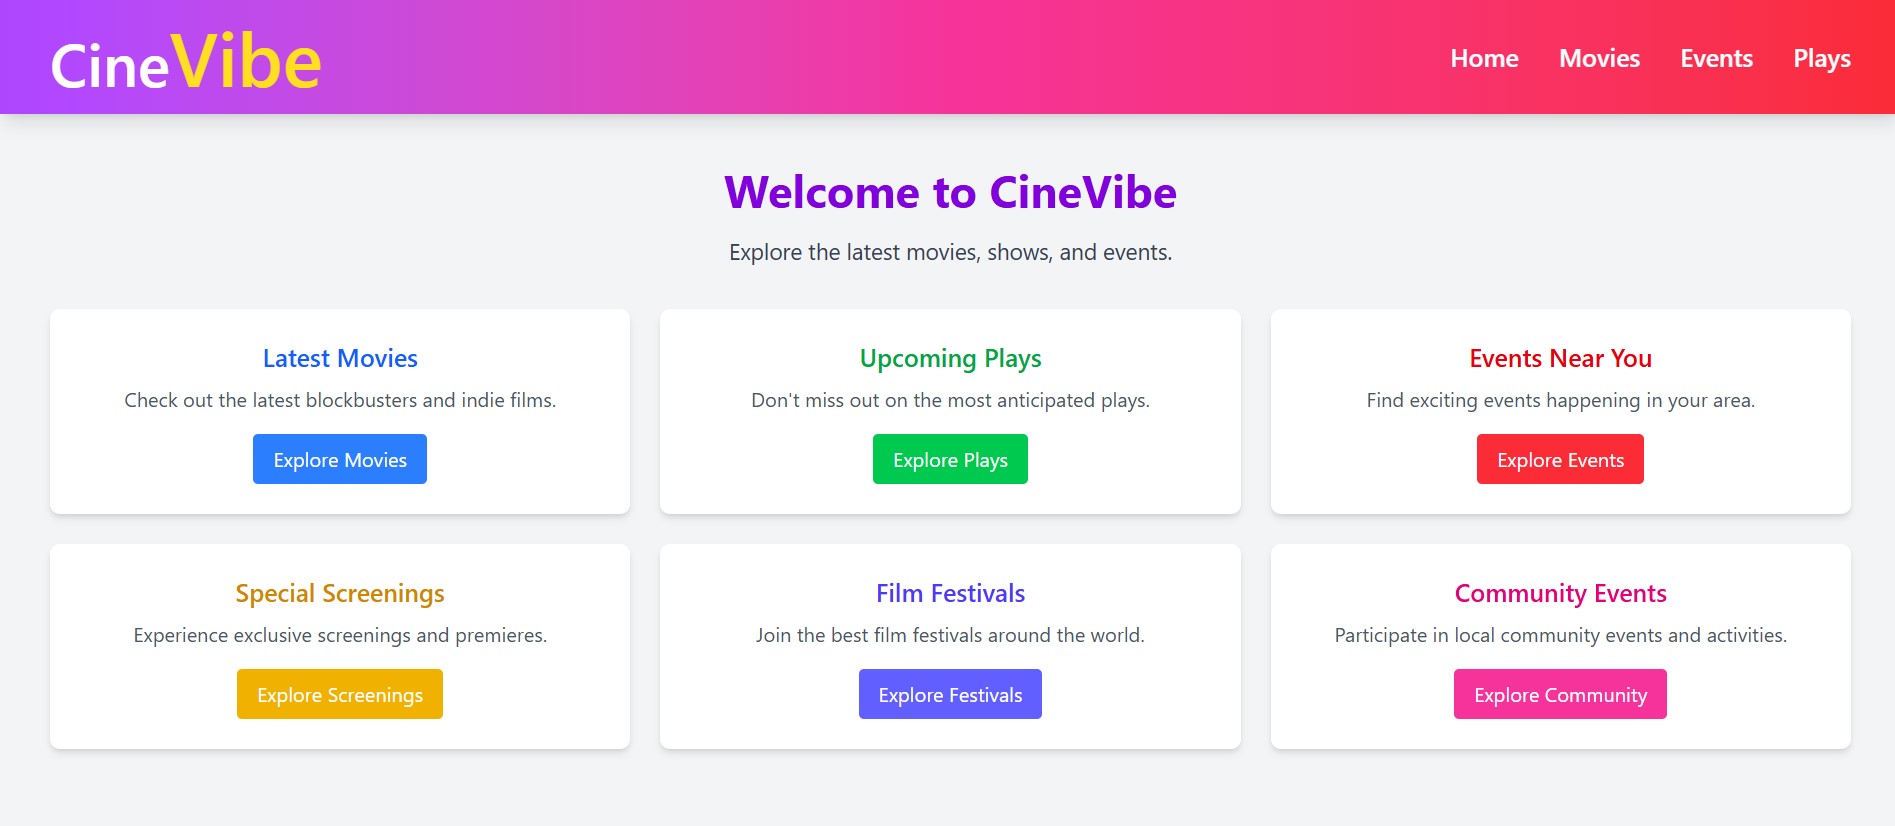 CineVibe
Home Movies Events Plays
Welcome to CineVibe
Explore the latest movies, shows, and events.
Latest Movies
Check out the latest blockbusters and indie films.
Explore Movies
Upcoming Plays
Don't miss out on the most anticipated plays.
Explore Plays
Events Near You
Find exciting events happening in your area.
Explore Events
Special Screenings
Experience exclusive screenings and premieres.
Explore Screenings
Film Festivals
Join the best film festivals around the world.
Explore Festivals
Community Events
Participate in local community events and activities.
Explore Community